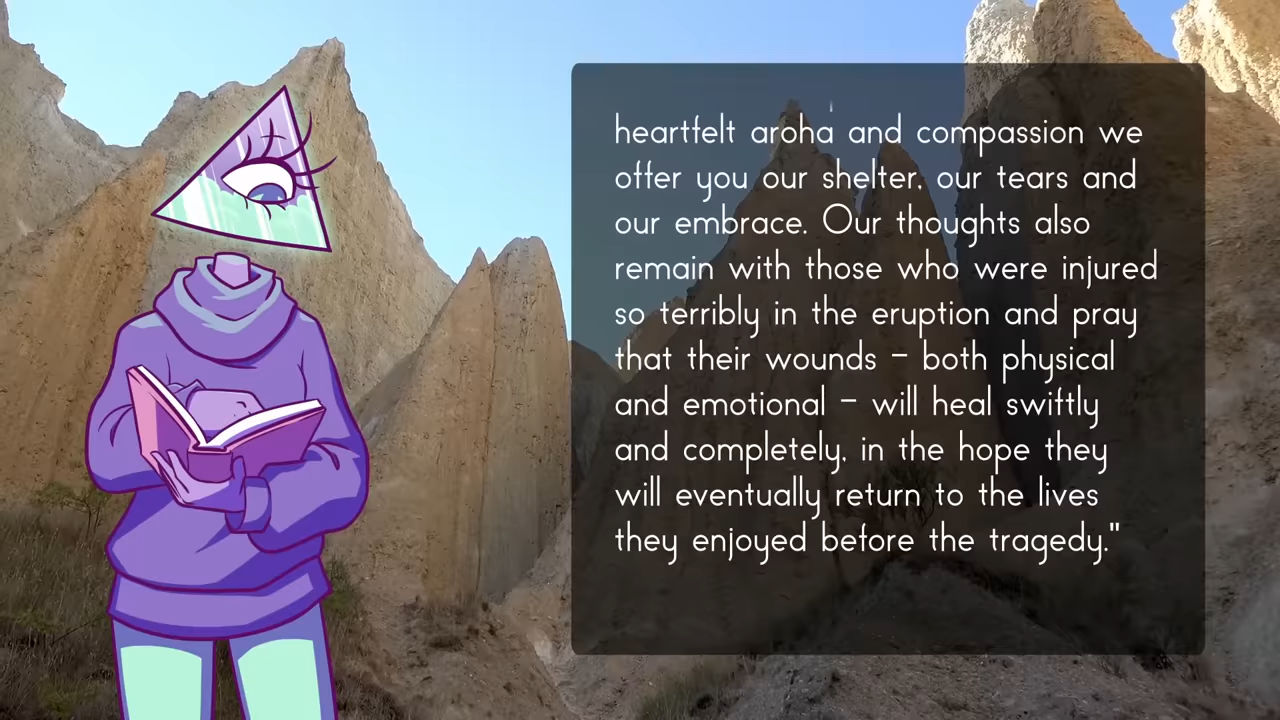 heartfelt aroha and compassion we
offer you our shelter, our tears and
our embrace. Our thoughts also
remain with those who were injured
so terribly in the eruption and pray
that their wounds – both physical
and emotional – will heal swiftly
and completely, in the hope they
will eventually return to the lives
they enjoyed before the tragedy."